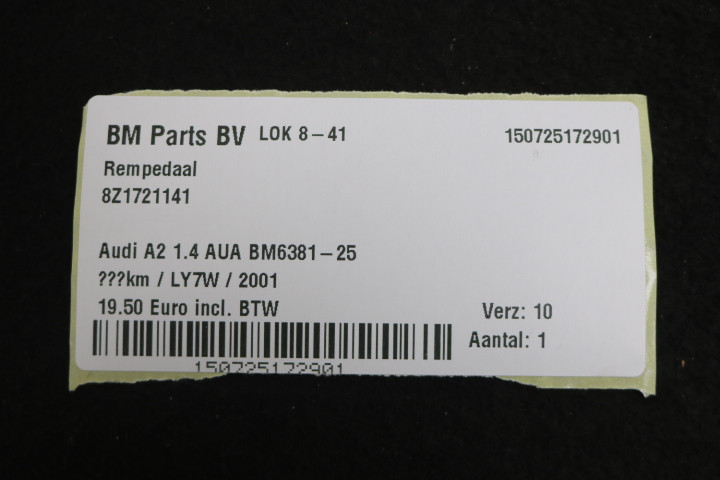 BM Parts BV LOK 8-41 150725172901
Rempedaal
8Z1721141
Audi A2 1.4 AUA BM6381-25
???km / LY7W / 2001
19.50 Euro incl. BTW Verz: 10
Aantal: 1
150725172901